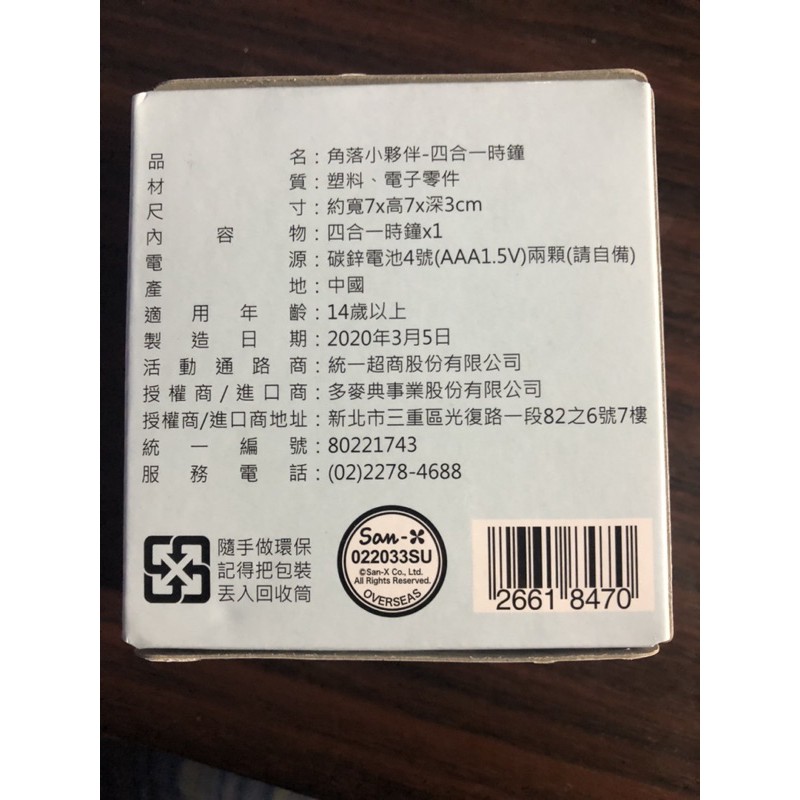 品名：角落小夥伴-四合一時鐘
材質：塑料、電子零件
尺寸：約寬7x高7x深3cm
內容物：四合一時鐘x1
電源：碳鋅電池4號(AAA1.5V)兩顆(請自備)
產地：中國
適用年齡：14歲以上
製造日期：2020年3月5日
活動通路商：統一超商股份有限公司
授權商/進口商：多麥典事業股份有限公司
授權商/進口商地址：新北市三重區光復路一段82之6號7樓
統一編號：80221743
服務電話：(02)2278-4688
隨手做環保
記得把包裝
丟入回收筒
San-X
022033SU
©San-X Co., Ltd.
All Rights Reserved.
OVERSEAS
2661 8470